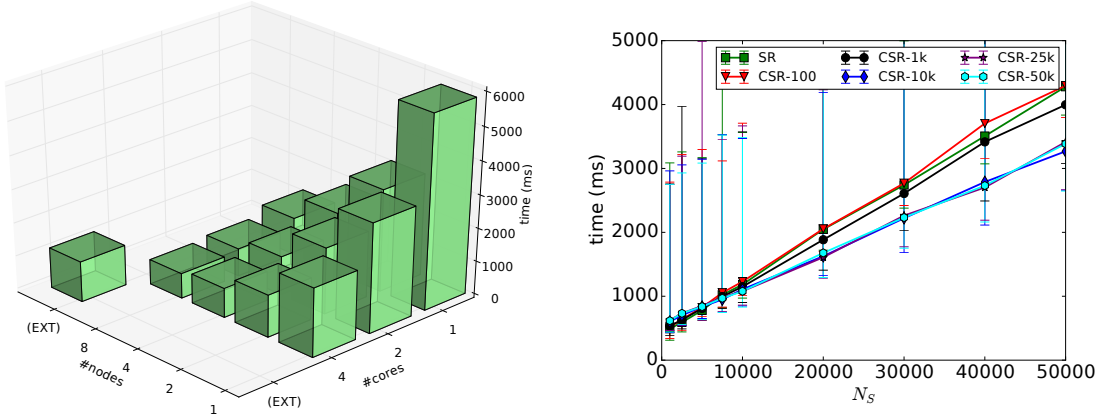 6000
5000
4000
3000
2000
1000
0
time (ms)
(EXT)
8
4
2
1
#nodes
(EXT)
4
2
1
#cores
5000
4000
3000
2000
1000
0
time (ms)
SR
CSR-100
CSR-1k
CSR-10k
CSR-25k
CSR-50k
0 10000 20000 30000 40000 50000
N_S